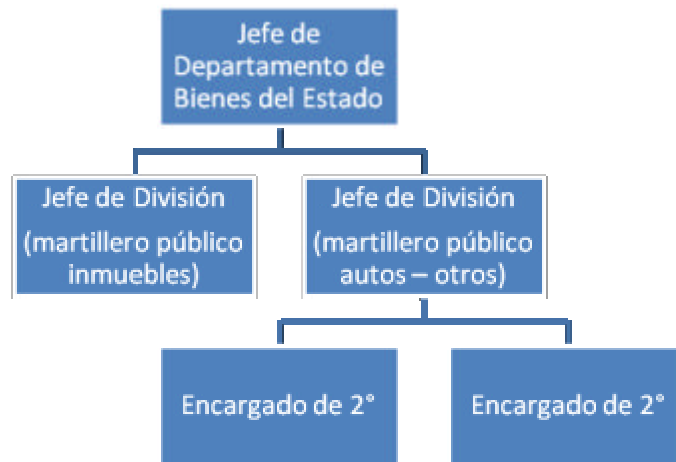 Jefe de
Departamento de
Bienes del Estado
Jefe de División
(martillero público
inmuebles)
Jefe de División
(martillero público
autos – otros)
Encargado de 2°
Encargado de 2°